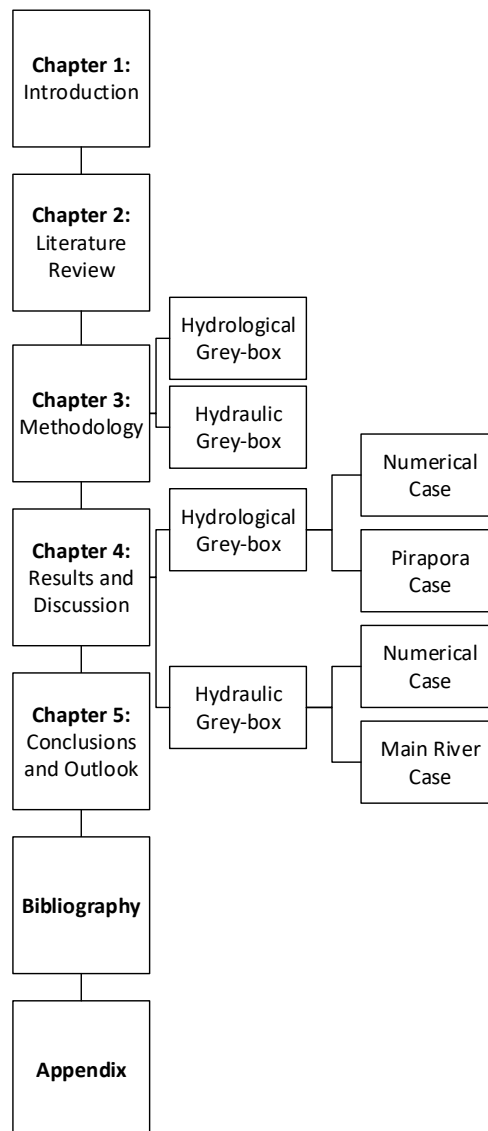 Chapter 1:
Introduction
Chapter 2:
Literature
Review
Chapter 3:
Methodology
Hydrological
Grey-box
Hydraulic
Grey-box
Chapter 4:
Results and
Discussion
Hydrological
Grey-box
Numerical
Case
Pirapora
Case
Hydraulic
Grey-box
Numerical
Case
Main River
Case
Chapter 5:
Conclusions
and Outlook
Bibliography
Appendix